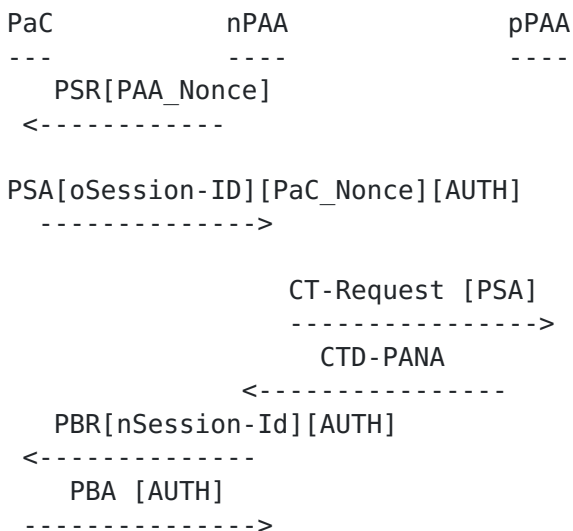 PaC nPAA pPAA
--- ---- ----
PSR[PAA_Nonce]
<------------
PSA[oSession-ID][PaC_Nonce][AUTH]
-------------->
CT-Request [PSA]
---------------->
CTD-PANA
<----------------
PBR[nSession-Id][AUTH]
<--------------
PBA [AUTH]
--------------->